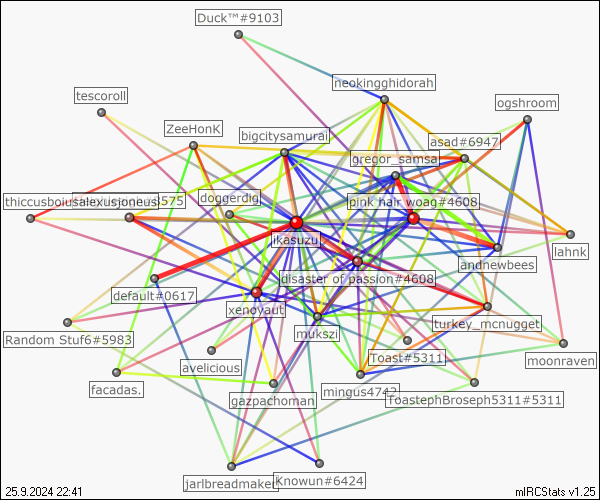 Duck™#9103
neokingghidorah
tescoroll
ogshroom
ZeeHonK
bigcitysamurai
asad#6947
gregor_samsa
doggerdig
pink hair woag#4608
thiccusboiusalexusjoneus
ikasuzu
lahnk
andnewbees
disaster of passion#4608
default#0617
xenoyaut
turkey_mcnugget
mukszi
Random Stuf6#5983
Toast#5311
moonraven
avelicious
facadas.
mingus4742
ToastephBroseph5311#5311
gazpachoman
jarlbreadmaker
Knowun#6424
25.9.2024 22:41
mIRCStats v1.25